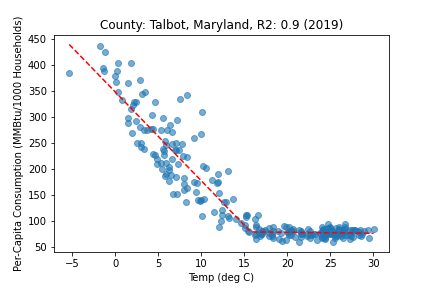 County: Talbot, Maryland, R2: 0.9 (2019)
Per-Capita Consumption (MMBtu/1000 Households)
450
400
350
300
250
200
150
100
50
−5 0 5 10 15 20 25 30
Temp (deg C)